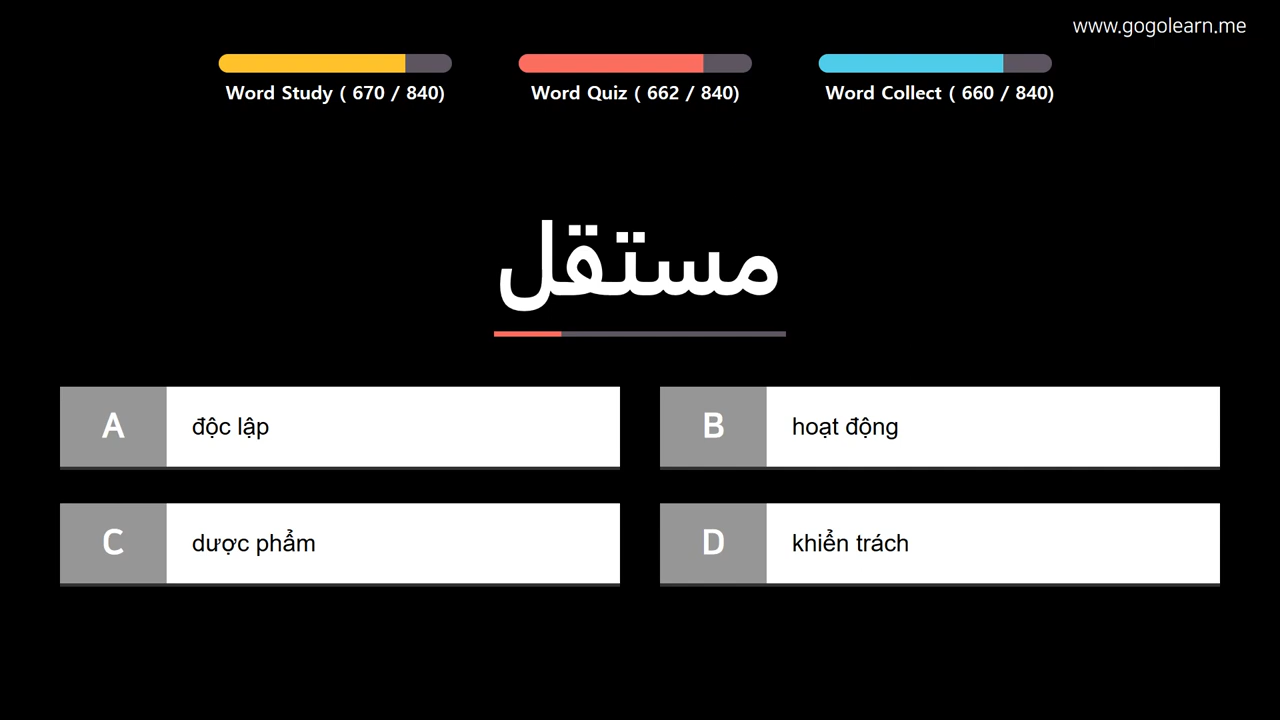 www.gogolearn.me
Word Study ( 670 / 840)
Word Quiz ( 662 / 840)
Word Collect ( 660 / 840)
مستقل
A độc lập
B hoạt động
C dược phẩm
D khiển trách